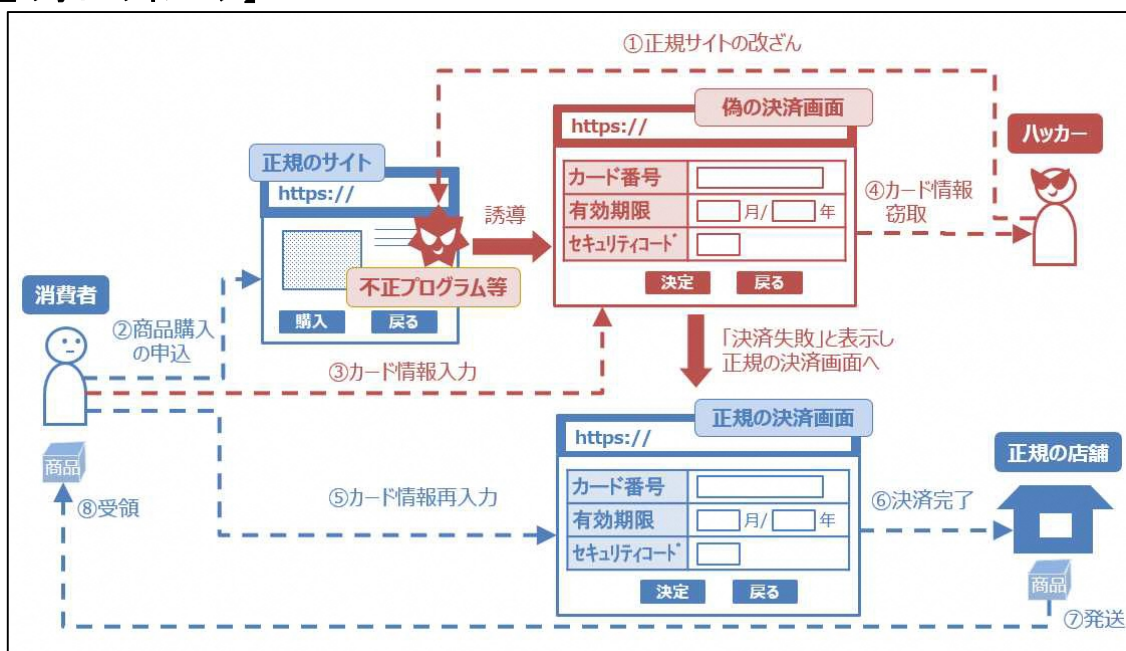 ①正規サイトの改ざん
偽の決済画面
https://
ハッカー
正規のサイト
https://
カード番号
有効期限 月/ 年
セキュリティコード
決定 戻る
誘導
④カード情報
窃取
不正プログラム等
購入 戻る
消費者
②商品購入
の申込
③カード情報入力
「決済失敗」と表示し
正規の決済画面へ
正規の決済画面
https://
正規の店舗
カード番号
有効期限 月/ 年
セキュリティコード
決定 戻る
商品
⑧受領
⑤カード情報再入力
⑥決済完了
商品
⑦発送